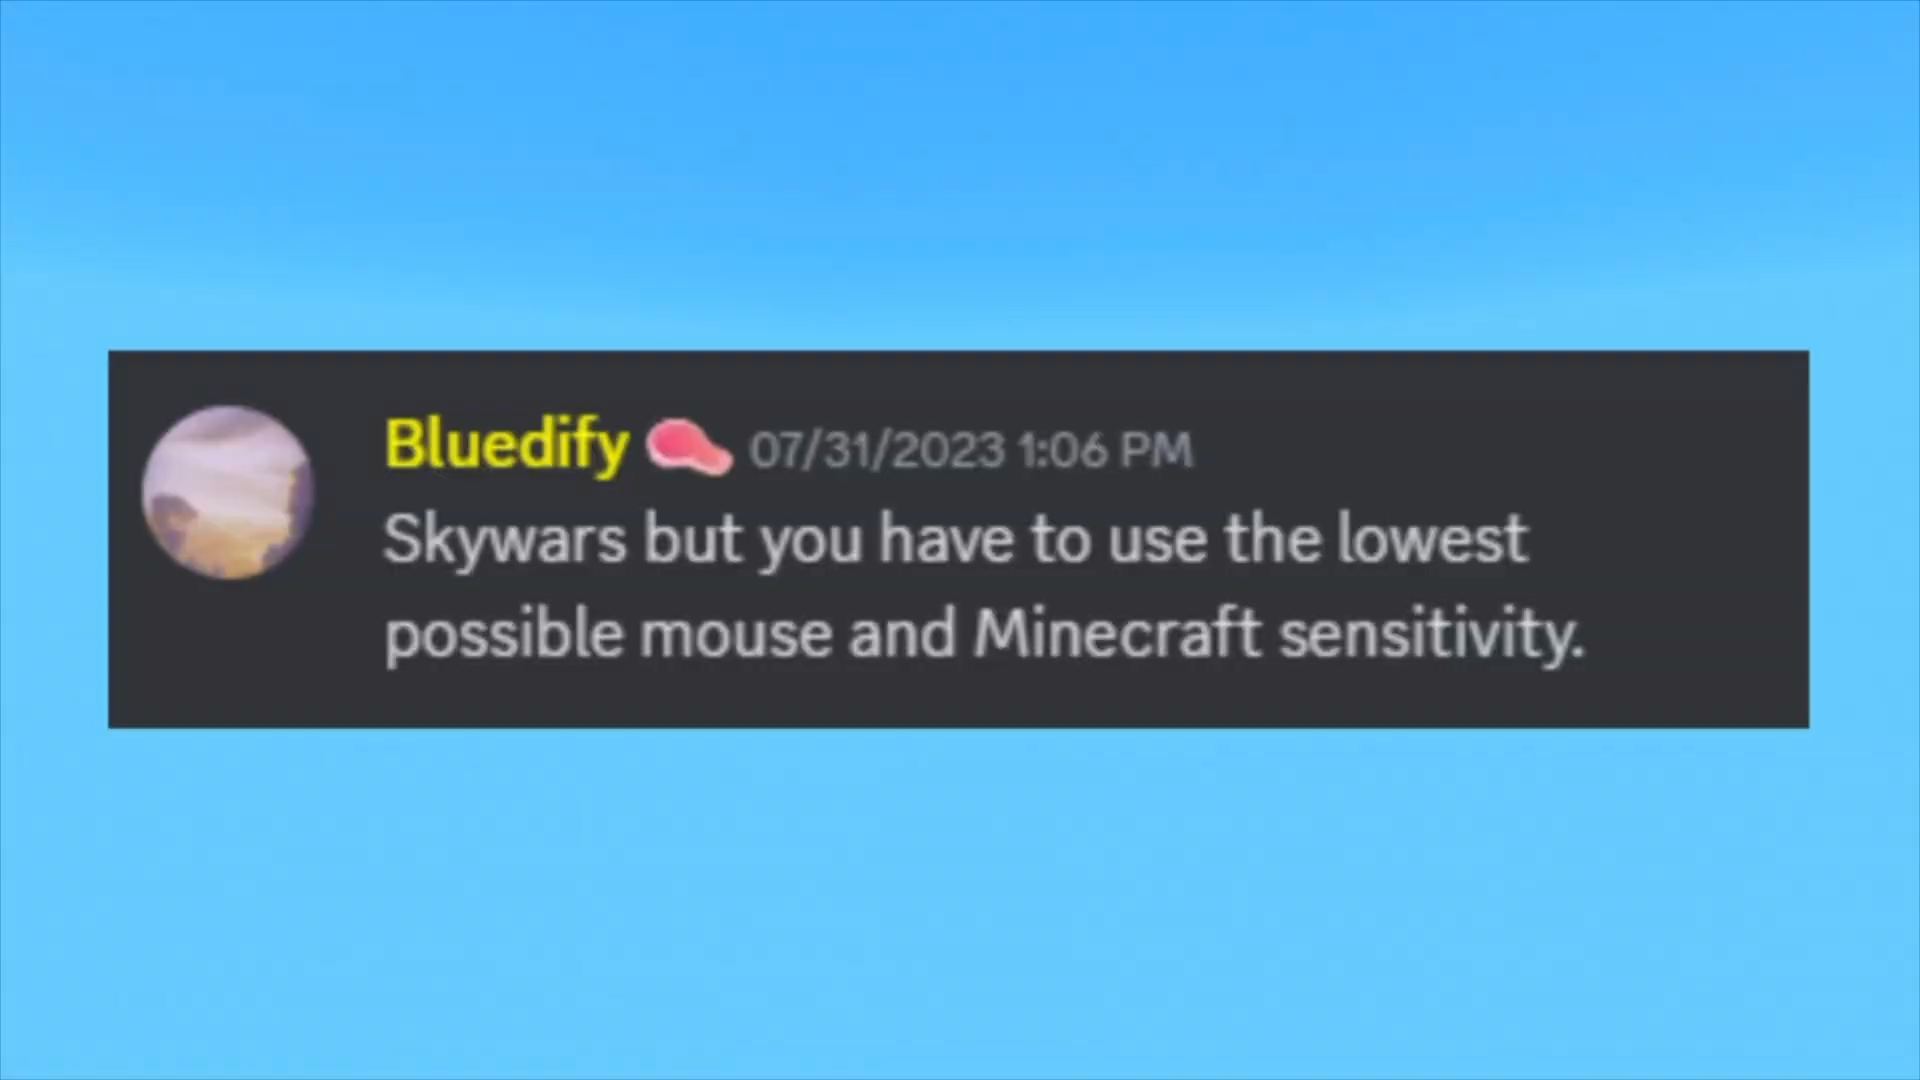 Bluedify 07/31/2023 1:06 PM
Skywars but you have to use the lowest
possible mouse and Minecraft sensitivity.